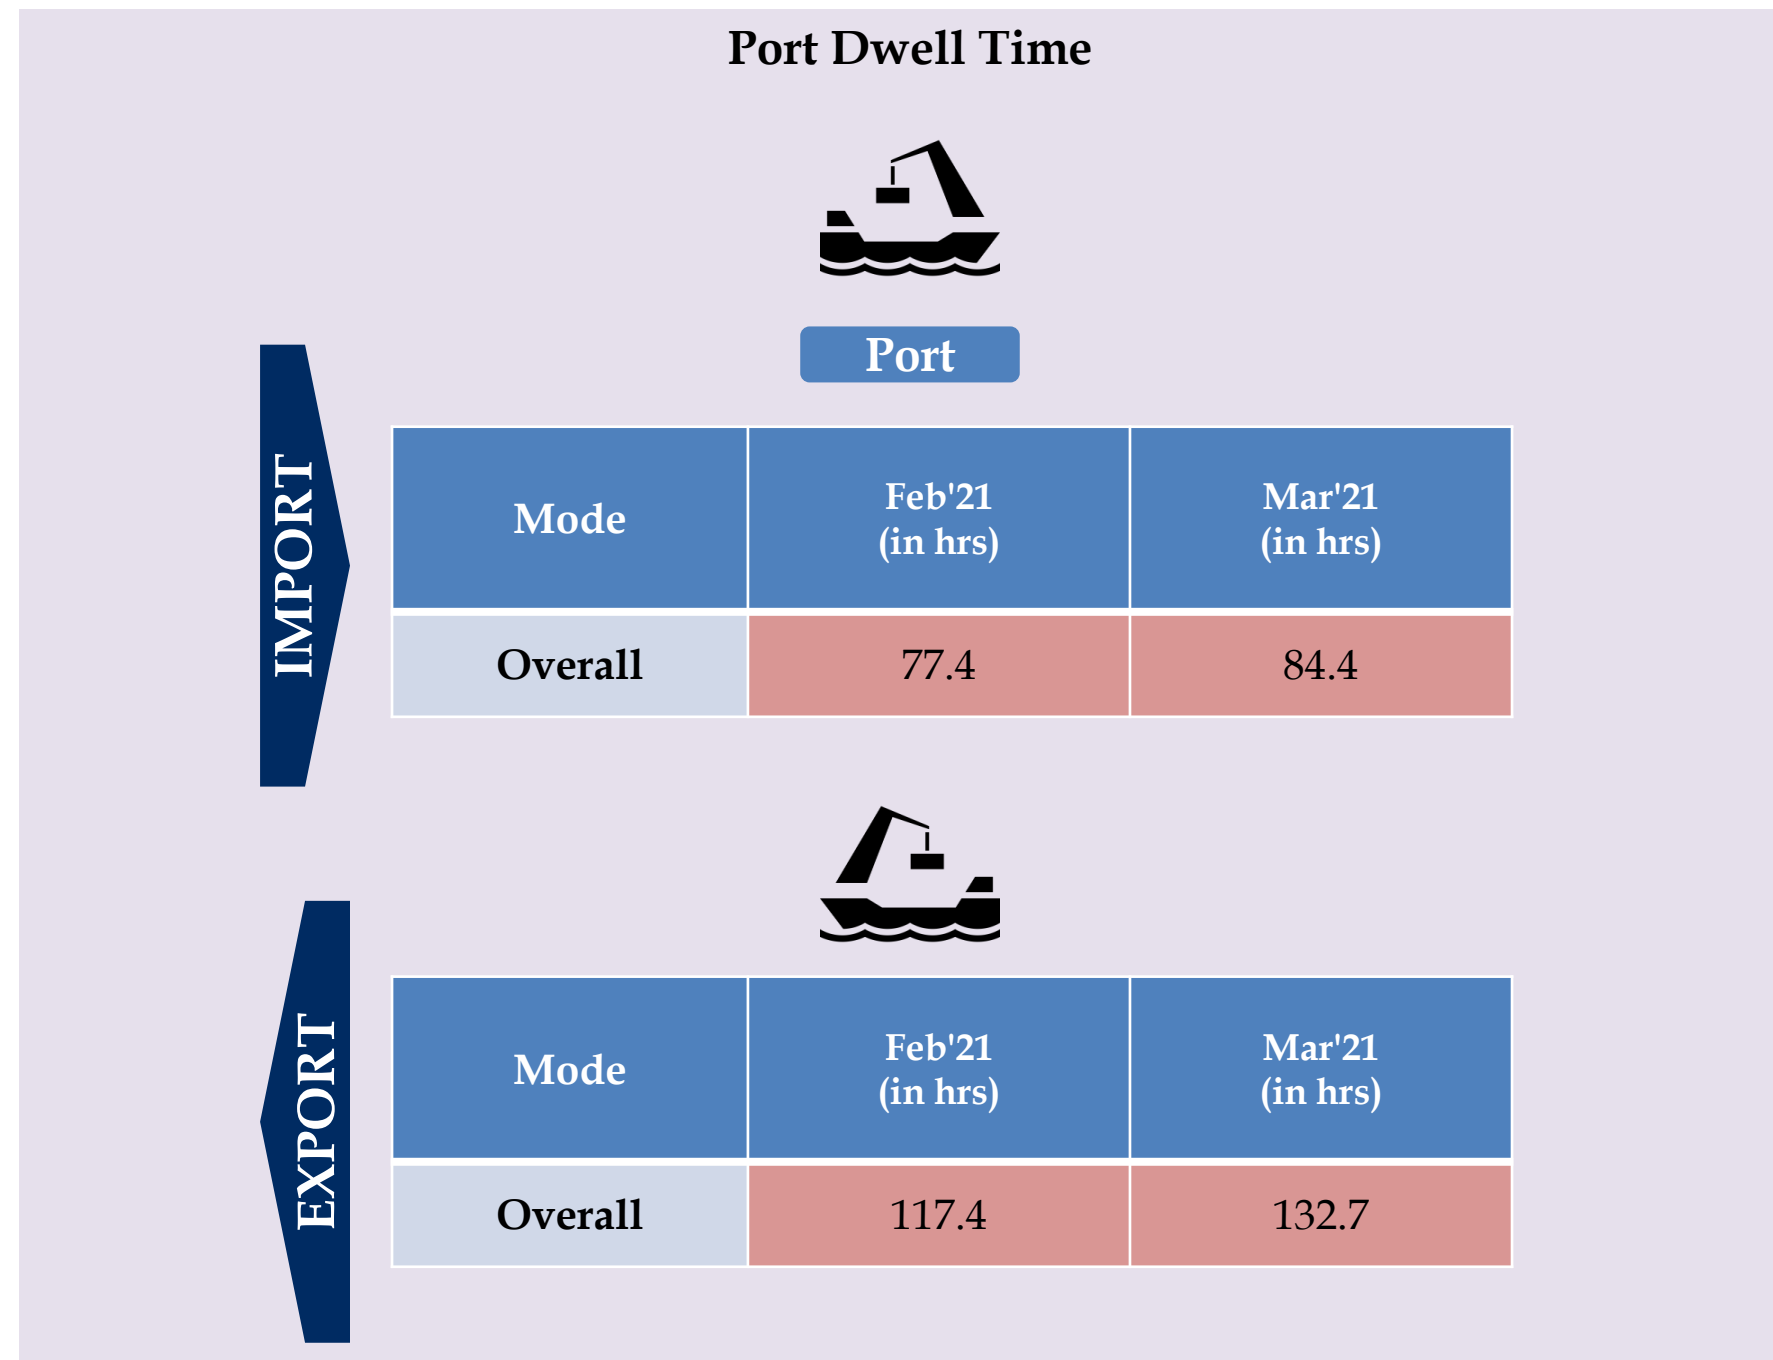 Port Dwell Time
Port
IMPORT
Mode
Feb'21
(in hrs)
Mar'21
(in hrs)
Overall
77.4
84.4
EXPORT
Mode
Feb'21
(in hrs)
Mar'21
(in hrs)
Overall
117.4
132.7